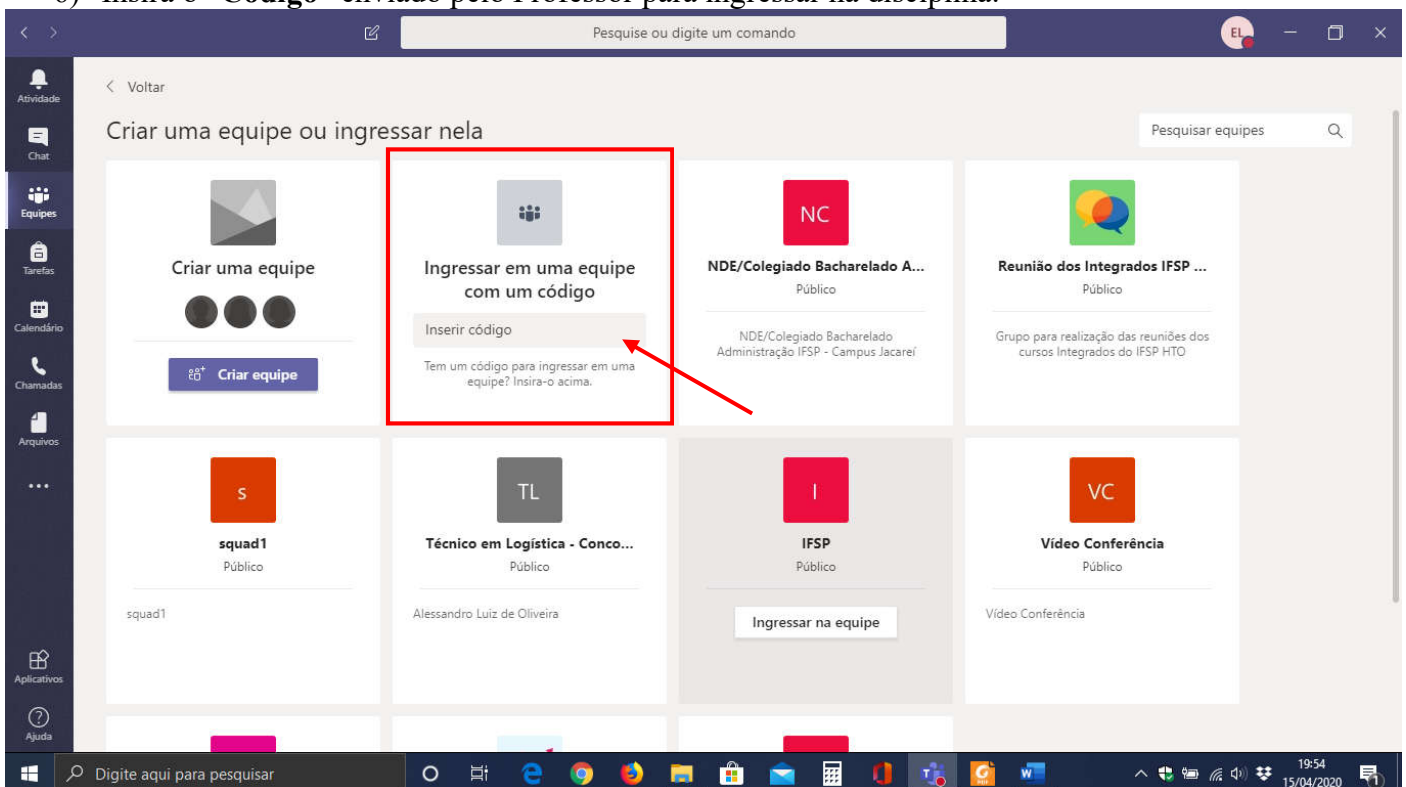 6) Insira o "Código" enviado pelo Professor para ingressar na disciplina.
Pesquise ou digite um comando
EL
Atividade
Chat
Equipes
Tarefas
Calendário
Chamadas
Arquivos
Aplicativos
Ajuda
Voltar
Criar uma equipe ou ingressar nela
Pesquisar equipes
Criar uma equipe
Criar equipe
Ingressar em uma equipe
com um código
Inserir código
Tem um código para ingressar em uma
equipe? Insira-o acima.
NC
NDE/Colegiado Bacharelado A...
Público
NDE/Colegiado Bacharelado
Administração IFSP - Campus Jacareí
Reunião dos Integrados IFSP ...
Público
Grupo para realização das reuniões dos
cursos Integrados do IFSP HTO
s
squad1
Público
squad1
TL
Técnico em Logística - Conco...
Público
Alessandro Luiz de Oliveira
I
IFSP
Público
Ingressar na equipe
VC
Vídeo Conferência
Público
Vídeo Conferência
Digite aqui para pesquisar
19:54
15/04/2020